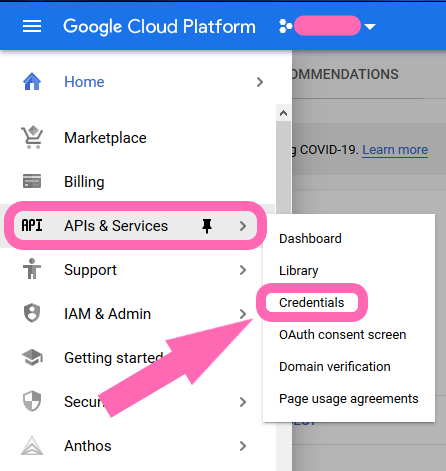 Google Cloud Platform
COMMENDATIONS
Home
Marketplace
g COVID-19. Learn more
Billing
API APIs & Services
Dashboard
Support
Library
IAM & Admin
Credentials
Getting started
OAuth consent screen
Secu
Domain verification
Anthos
Page usage agreements